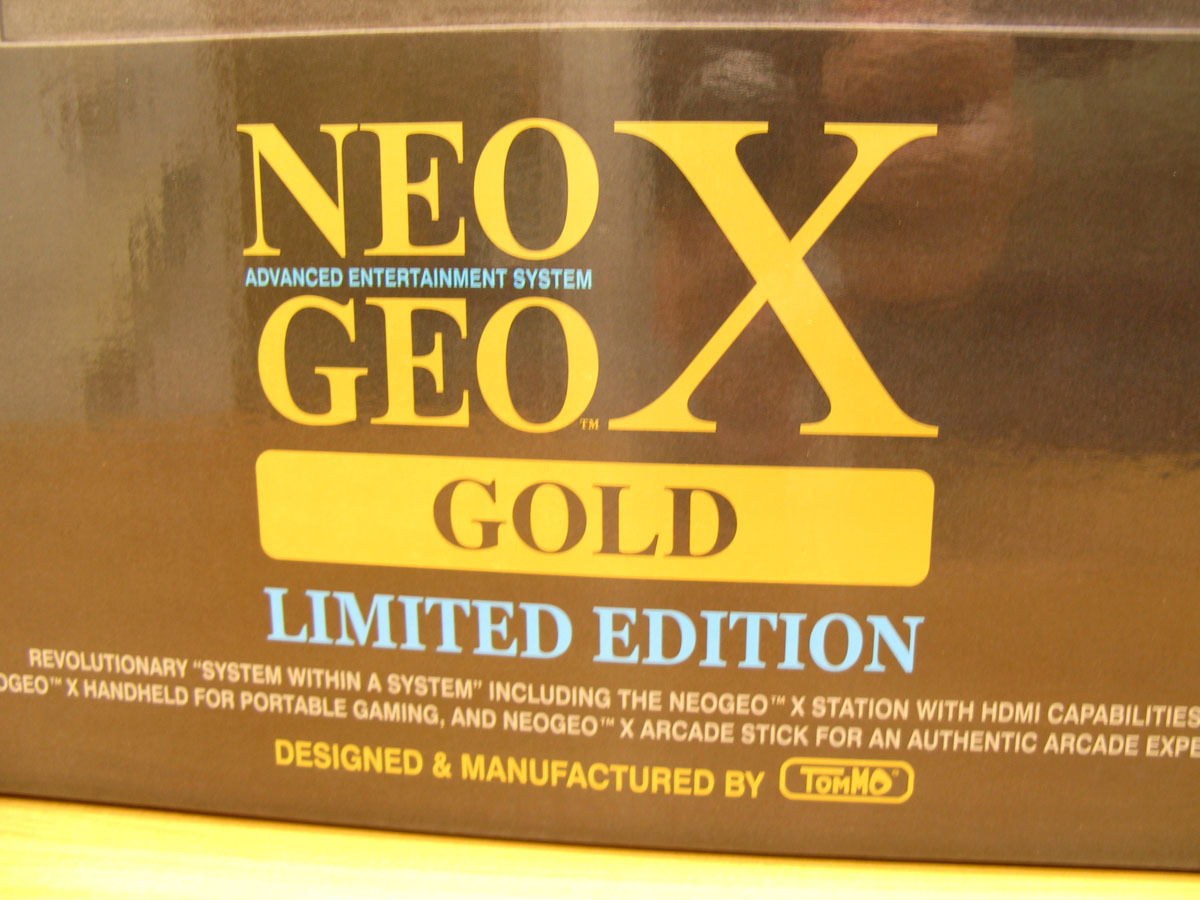 NEO
ADVANCED ENTERTAINMENT SYSTEM
GEO™
X
GOLD
LIMITED EDITION
REVOLUTIONARY “SYSTEM WITHIN A SYSTEM” INCLUDING THE NEOGEO™ X STATION WITH HDMI CAPABILITIES
X HANDHELD FOR PORTABLE GAMING, AND NEOGEO™ X ARCADE STICK FOR AN AUTHENTIC ARCADE
DESIGNED & MANUFACTURED BY TOMMO®